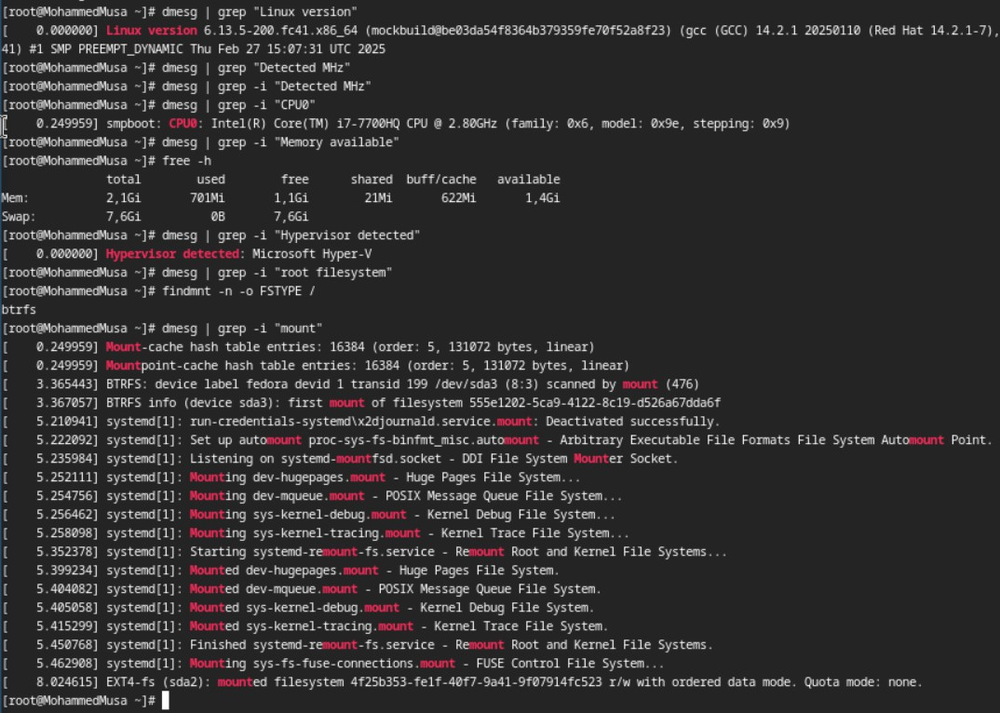 [root@MohammedMusa ~]# dmesg | grep "Linux version"
[    0.000000] Linux version 6.13.5-200.fc41.x86_64 (mockbuild@be03da54f8364b379359fe70f52a8f23) (gcc (GCC) 14.2.1 20250110 (Red Hat 14.2.1-7),
41) #1 SMP PREEMPT_DYNAMIC Thu Feb 27 15:07:31 UTC 2025
[root@MohammedMusa ~]# dmesg | grep "Detected MHz"
[root@MohammedMusa ~]# dmesg | grep -i "Detected MHz"
[root@MohammedMusa ~]# dmesg | grep -i "CPU0"
[    0.249959] smpboot: CPU0: Intel(R) Core(TM) i7-7700HQ CPU @ 2.80GHz (family: 0x6, model: 0x9e, stepping: 0x9)
[root@MohammedMusa ~]# dmesg | grep -i "Memory available"
[root@MohammedMusa ~]# free -h
               total        used        free      shared  buff/cache   available
Mem:           2,1Gi       701Mi       1,1Gi        21Mi       622Mi       1,4Gi
Swap:          7,6Gi          0B       7,6Gi
[root@MohammedMusa ~]# dmesg | grep -i "Hypervisor detected"
[    0.000000] Hypervisor detected: Microsoft Hyper-V
[root@MohammedMusa ~]# dmesg | grep -i "root filesystem"
[root@MohammedMusa ~]# findmnt -n -o FSTYPE /
btrfs
[root@MohammedMusa ~]# dmesg | grep -i "mount"
[    0.249959] Mount-cache hash table entries: 16384 (order: 5, 131072 bytes, linear)
[    0.249959] Mountpoint-cache hash table entries: 16384 (order: 5, 131072 bytes, linear)
[    3.365443] BTRFS: device label fedora devid 1 transid 199 /dev/sda3 (8:3) scanned by mount (476)
[    3.367057] BTRFS info (device sda3): first mount of filesystem 555e1202-5ca9-4122-8c19-d526a67dda6f
[    5.210941] systemd[1]: run-credentials-systemd\x2djournald.service.mount: Deactivated successfully.
[    5.222092] systemd[1]: Set up automount proc-sys-fs-binfmt_misc.automount - Arbitrary Executable File Formats File System Automount Point.
[    5.235984] systemd[1]: Listening on systemd-mountfsd.socket - DDI File System Mounter Socket.
[    5.252111] systemd[1]: Mounting dev-hugepages.mount - Huge Pages File System...
[    5.254756] systemd[1]: Mounting dev-mqueue.mount - POSIX Message Queue File System...
[    5.256462] systemd[1]: Mounting sys-kernel-debug.mount - Kernel Debug File System...
[    5.258098] systemd[1]: Mounting sys-kernel-tracing.mount - Kernel Trace File System...
[    5.352378] systemd[1]: Starting systemd-remount-fs.service - Remount Root and Kernel File Systems...
[    5.399234] systemd[1]: Mounted dev-hugepages.mount - Huge Pages File System.
[    5.404082] systemd[1]: Mounted dev-mqueue.mount - POSIX Message Queue File System.
[    5.405058] systemd[1]: Mounted sys-kernel-debug.mount - Kernel Debug File System.
[    5.415299] systemd[1]: Mounted sys-kernel-tracing.mount - Kernel Trace File System.
[    5.450768] systemd[1]: Finished systemd-remount-fs.service - Remount Root and Kernel File Systems.
[    5.462908] systemd[1]: Mounting sys-fs-fuse-connections.mount - FUSE Control File System...
[    8.024615] EXT4-fs (sda2): mounted filesystem 4f25b353-fe1f-40f7-9a41-9f07914fc523 r/w with ordered data mode. Quota mode: none.
[root@MohammedMusa ~]#